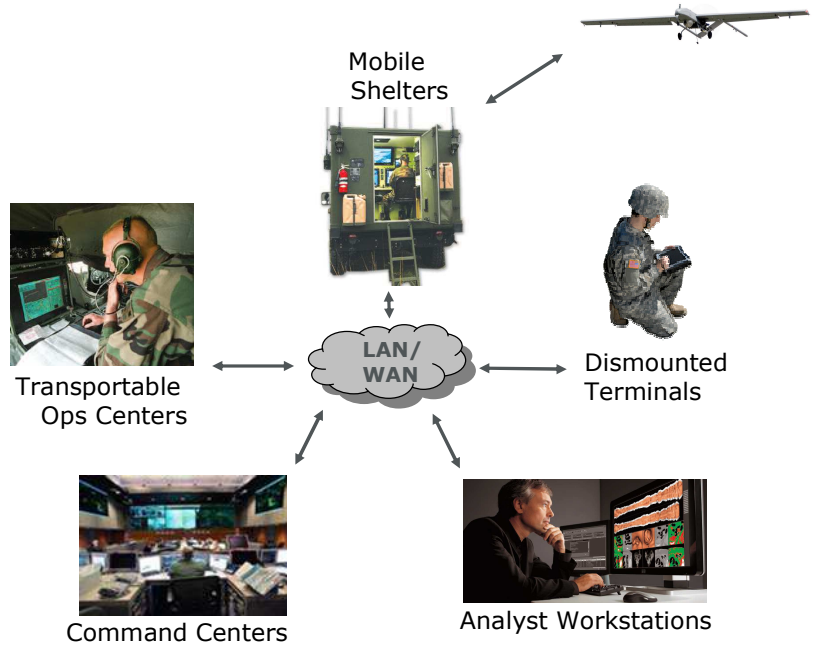 Mobile
Shelters
LAN/
WAN
Transportable
Ops Centers
Dismounted
Terminals
Command Centers
Analyst Workstations